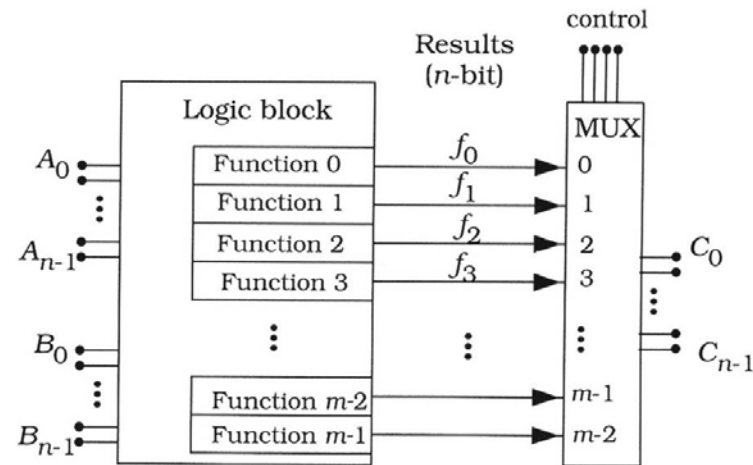 control
Results
(n-bit)
Logic block
MUX
A0
Function 0
f0
0
Function 1
f1
1
An-1
Function 2
f2
2
C0
Function 3
f3
3
B0
Cn-1
Function m-2
m-1
Bn-1
Function m-1
m-2